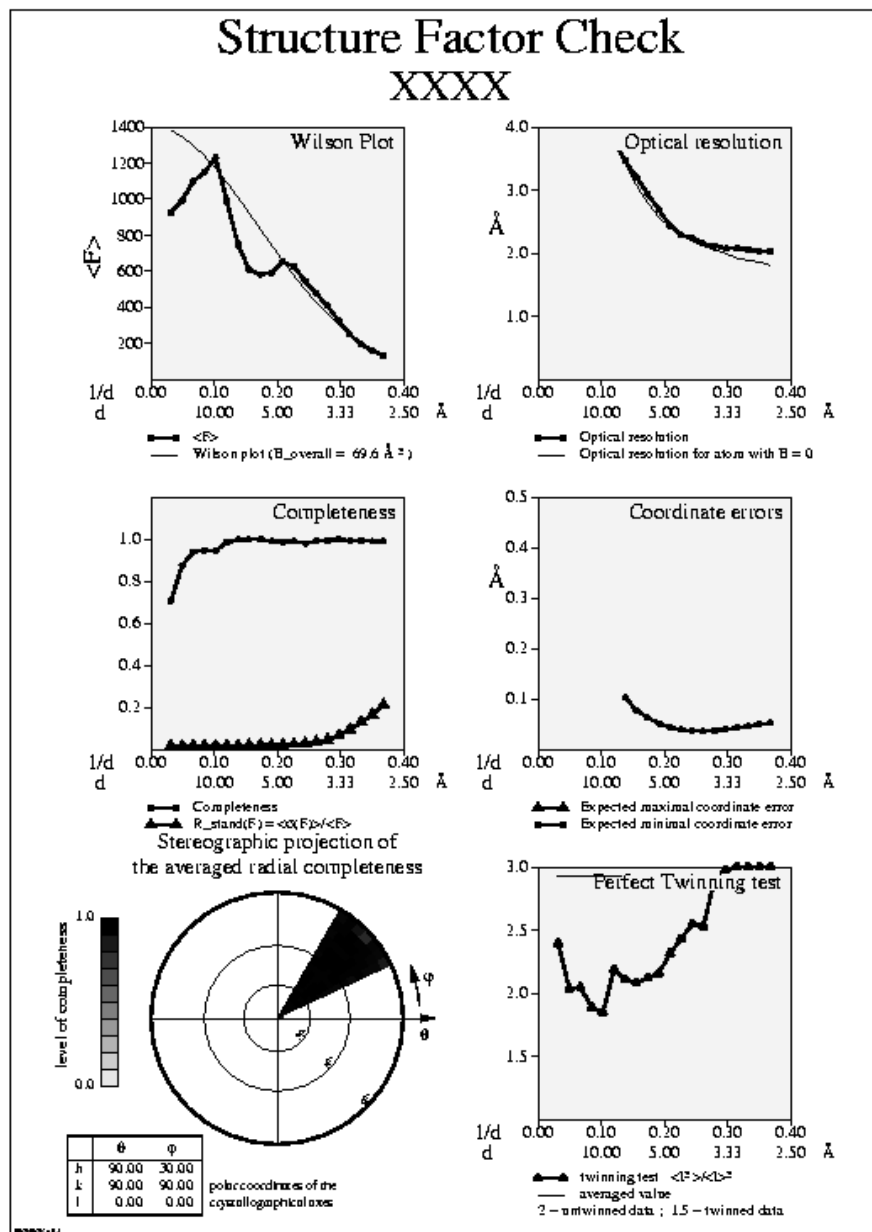 Structure Factor Check
XXXX
Wilson Plot
1400
1200
1000
800
600
400
200
<F>
1/d 0.00 0.10 0.20 0.30 0.40
d 10.00 5.00 3.33 2.50 Å
<F>
Wilson plot (B_overall = 69.6 Å²)
Optical resolution
4.0
3.0
2.0
1.0
Å
1/d 0.00 0.10 0.20 0.30 0.40
d 10.00 5.00 3.33 2.50 Å
Optical resolution
Optical resolution for atom with B = 0
Completeness
1.0
0.8
0.6
0.4
0.2
1/d 0.00 0.10 0.20 0.30 0.40
d 10.00 5.00 3.33 2.50 Å
Completeness
R_stand(F) = <σ(F)>/<F>
Coordinate errors
0.5
0.4
0.3
0.2
0.1
Å
1/d 0.00 0.10 0.20 0.30 0.40
d 10.00 5.00 3.33 2.50 Å
Expected maximal coordinate error
Expected minimal coordinate error
Stereographic projection of
the averaged radial completeness
1.0
level of completeness
0.0
φ
θ
θ φ
h 90.00 30.00
k 90.00 90.00
l 0.00 0.00
polar coordinates of the
crystallographical axes
Perfect Twinning test
3.0
2.5
2.0
1.5
1/d 0.00 0.10 0.20 0.30 0.40
d 10.00 5.00 3.33 2.50 Å
twinning test <I²>/<I>²
averaged value
2 – untwinned data ; 1.5 – twinned data